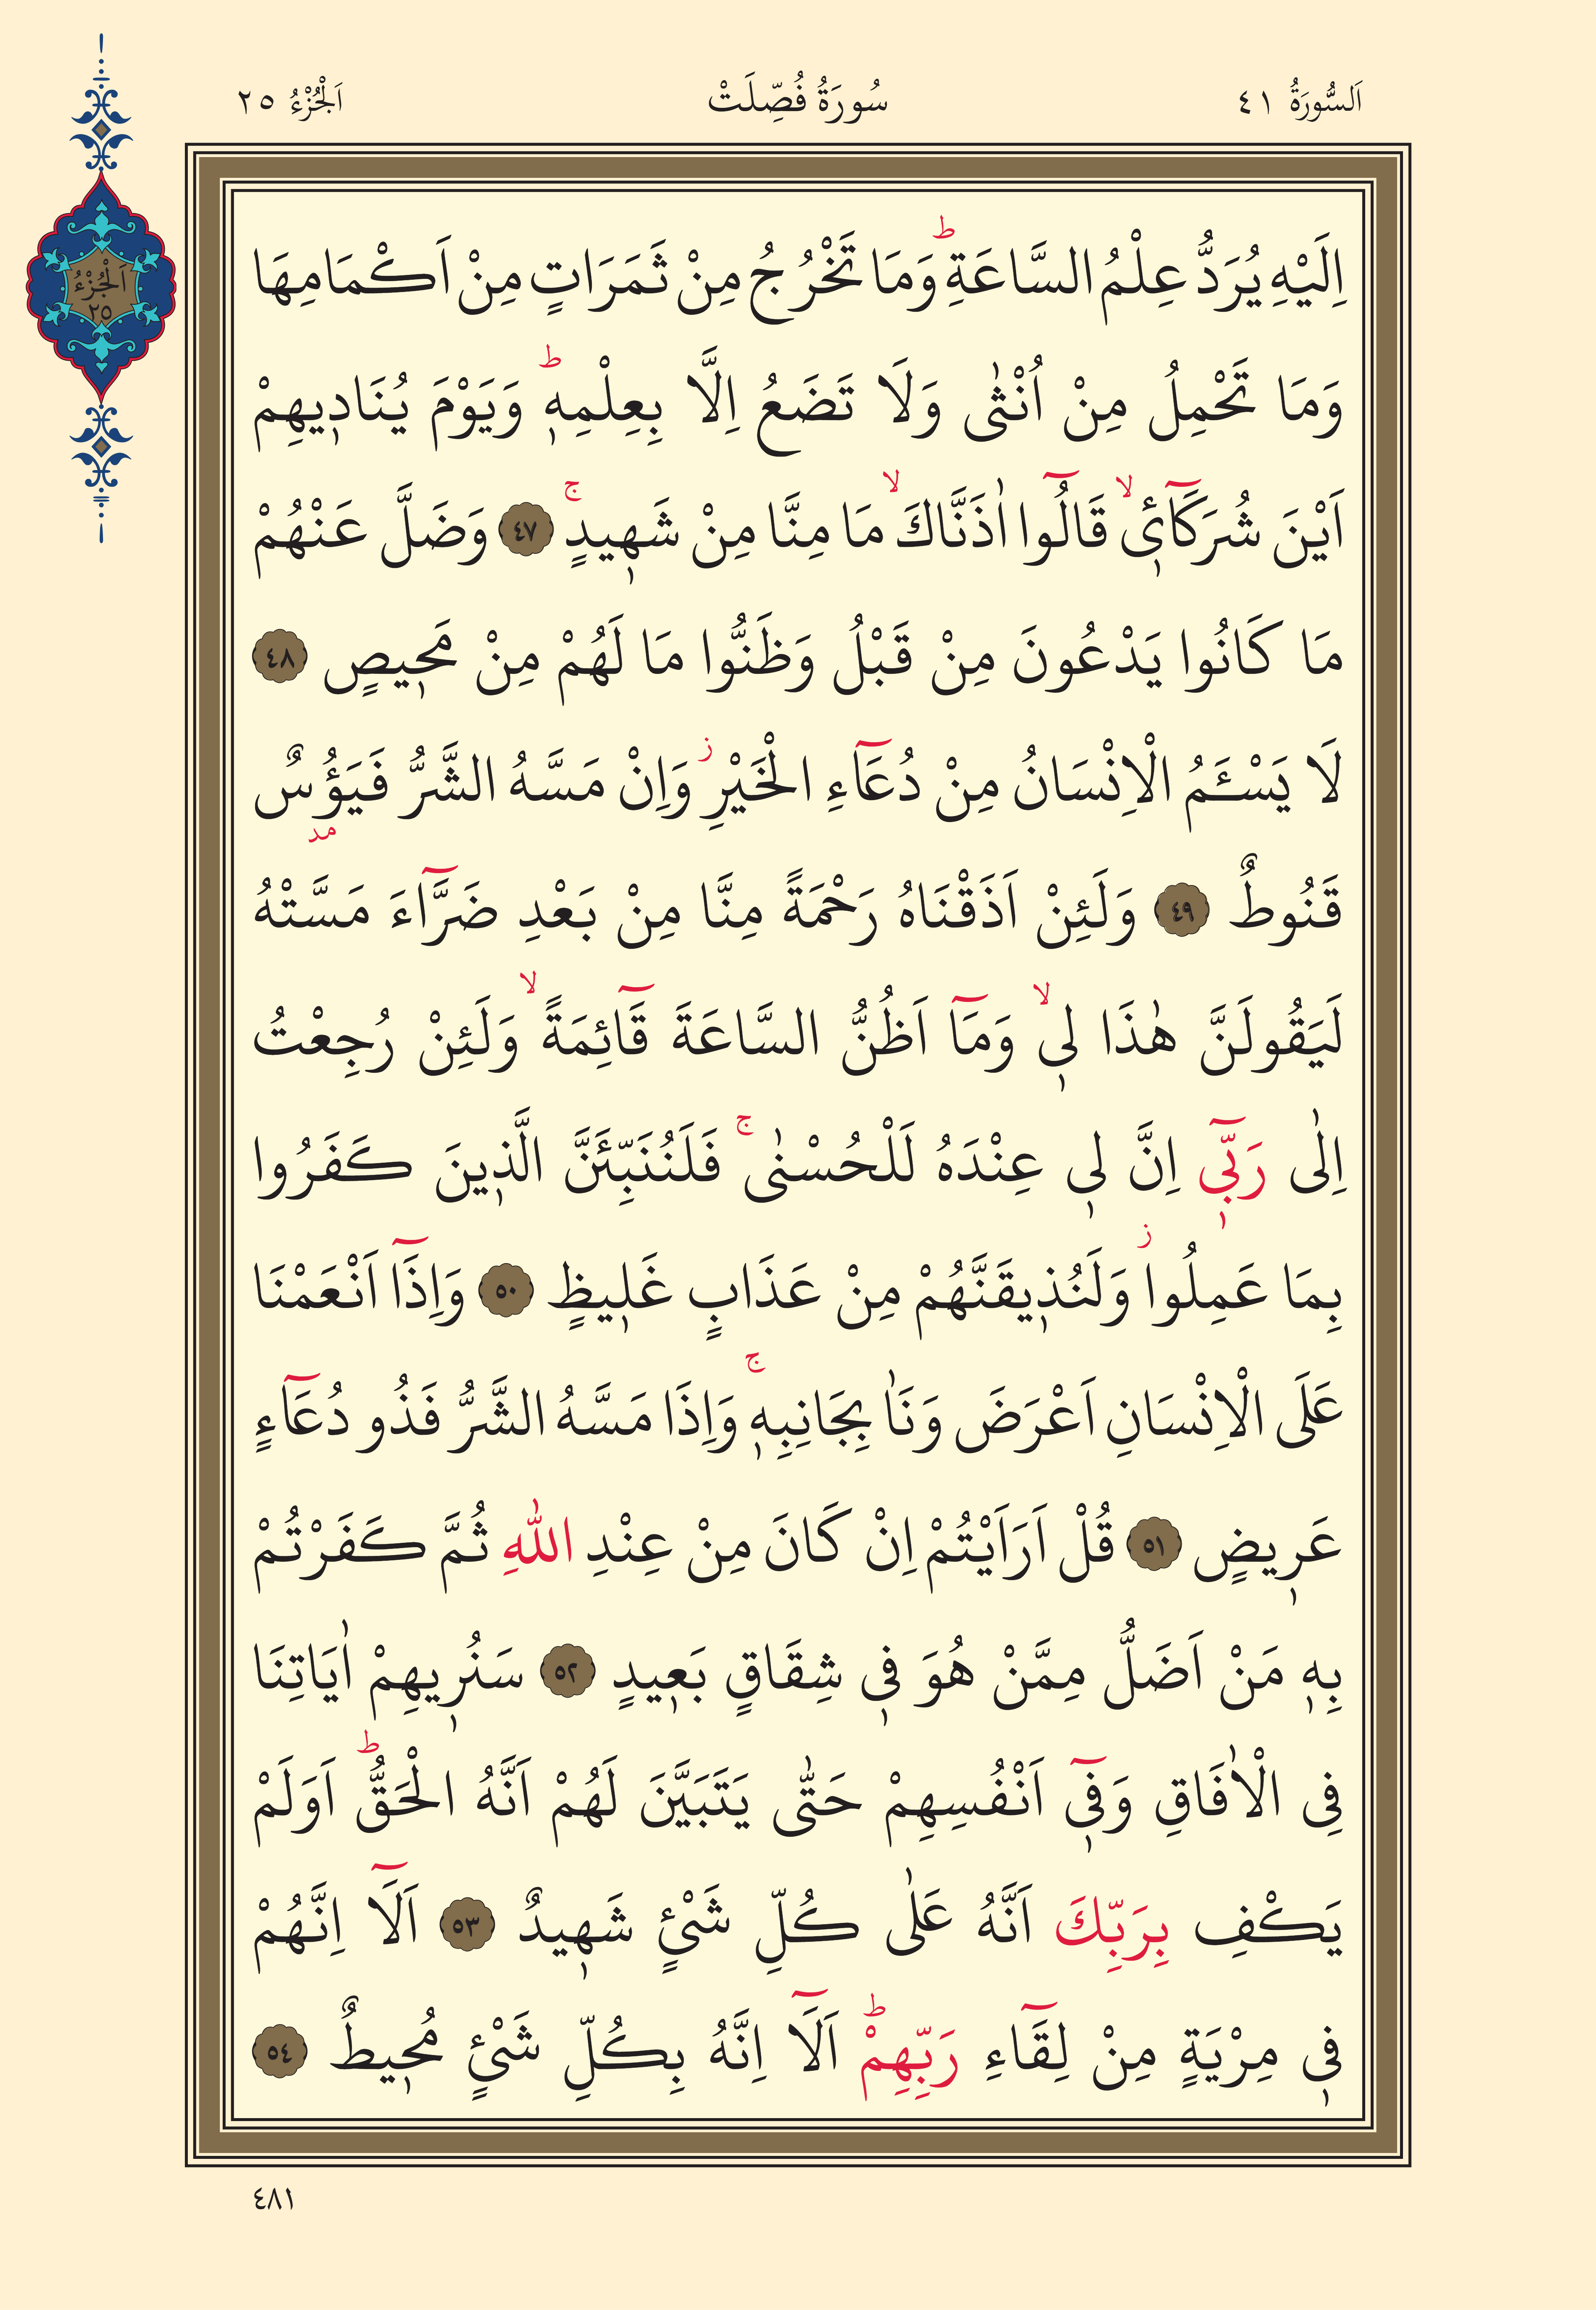 اَلسُّورَةُ ٤١ سُورَةُ فُصِّلَتْ اَلْجُزْءُ ٢٥
اَلْجُزْءُ
٢٥
اِلَيْهِ يُرَدُّ عِلْمُ السَّاعَةِۜ وَمَا تَخْرُجُ مِنْ ثَمَرَاتٍ مِنْ اَكْمَامِهَا
وَمَا تَحْمِلُ مِنْ اُنْثٰى وَلَا تَضَعُ اِلَّا بِعِلْمِه۪ۜ وَيَوْمَ يُنَاد۪يهِمْ
اَيْنَ شُرَكَٓاء۪ىۙ قَالُٓوا اٰذَنَّاكَۙ مَا مِنَّا مِنْ شَه۪يدٍۚ ﴿٤٧﴾ وَضَلَّ عَنْهُمْ
مَا كَانُوا يَدْعُونَ مِنْ قَبْلُ وَظَنُّوا مَا لَهُمْ مِنْ مَح۪يصٍ ﴿٤٨﴾
لَا يَسْـَٔمُ الْاِنْسَانُ مِنْ دُعَٓاءِ الْخَيْرِۘ وَاِنْ مَسَّهُ الشَّرُّ فَيَؤُ۫سٌ
قَنُوطٌ ﴿٤٩﴾ وَلَئِنْ اَذَقْنَاهُ رَحْمَةً مِنَّا مِنْ بَعْدِ ضَرَّٓاءَ مَسَّتْهُ
لَيَقُولَنَّ هٰذَا ل۪ىۙ وَمَٓا اَظُنُّ السَّاعَةَ قَٓائِمَةًۙ وَلَئِنْ رُجِعْتُ
اِلٰى رَبّ۪ٓى اِنَّ ل۪ى عِنْدَهُ لَلْحُسْنٰىۚ فَلَنُنَبِّئَنَّ الَّذ۪ينَ كَفَرُوا
بِمَا عَمِلُواۘ وَلَنُذ۪يقَنَّهُمْ مِنْ عَذَابٍ غَل۪يظٍ ﴿٥٠﴾ وَاِذَٓا اَنْعَمْنَا
عَلَى الْاِنْسَانِ اَعْرَضَ وَنَاٰ بِجَانِبِه۪ۚ وَاِذَا مَسَّهُ الشَّرُّ فَذُو دُعَٓاءٍ
عَر۪يضٍ ﴿٥١﴾ قُلْ اَرَاَيْتُمْ اِنْ كَانَ مِنْ عِنْدِ اللّٰهِ ثُمَّ كَفَرْتُمْ
بِه۪ مَنْ اَضَلُّ مِمَّنْ هُوَ ف۪ى شِقَاقٍ بَع۪يدٍ ﴿٥٢﴾ سَنُر۪يهِمْ اٰيَاتِنَا
فِى الْاٰفَاقِ وَف۪ٓى اَنْفُسِهِمْ حَتّٰى يَتَبَيَّنَ لَهُمْ اَنَّهُ الْحَقُّۜ اَوَلَمْ
يَكْفِ بِرَبِّكَ اَنَّهُ عَلٰى كُلِّ شَىْءٍ شَه۪يدٌ ﴿٥٣﴾ اَلَٓا اِنَّهُمْ
ف۪ى مِرْيَةٍ مِنْ لِقَٓاءِ رَبِّهِمْۜ اَلَٓا اِنَّهُ بِكُلِّ شَىْءٍ مُح۪يطٌ ﴿٥٤﴾
٤٨١